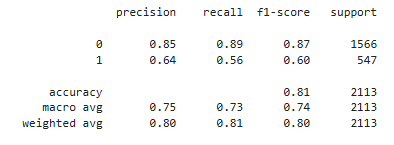 precision recall f1-score support
0 0.85 0.89 0.87 1566
1 0.64 0.56 0.60 547
accuracy 0.81 2113
macro avg 0.75 0.73 0.74 2113
weighted avg 0.80 0.81 0.80 2113